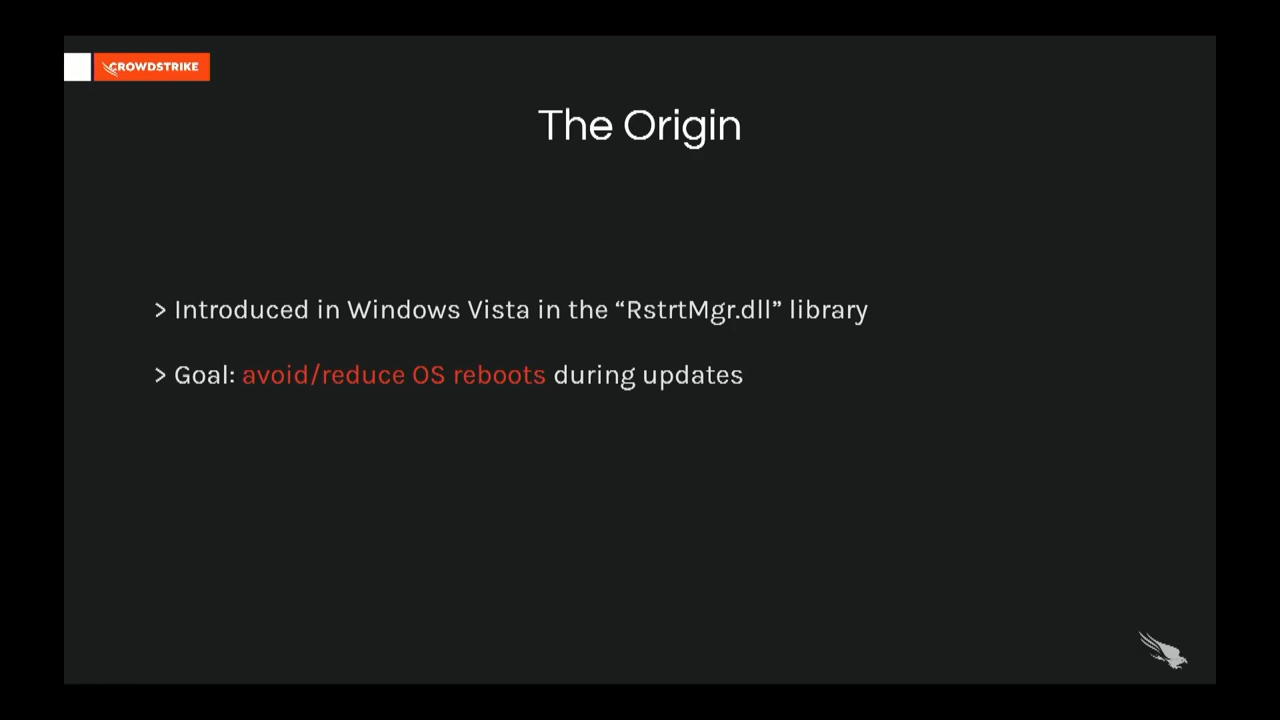 CROWDSTRIKE
The Origin
> Introduced in Windows Vista in the “RstrtMgr.dll” library
> Goal: avoid/reduce OS reboots during updates